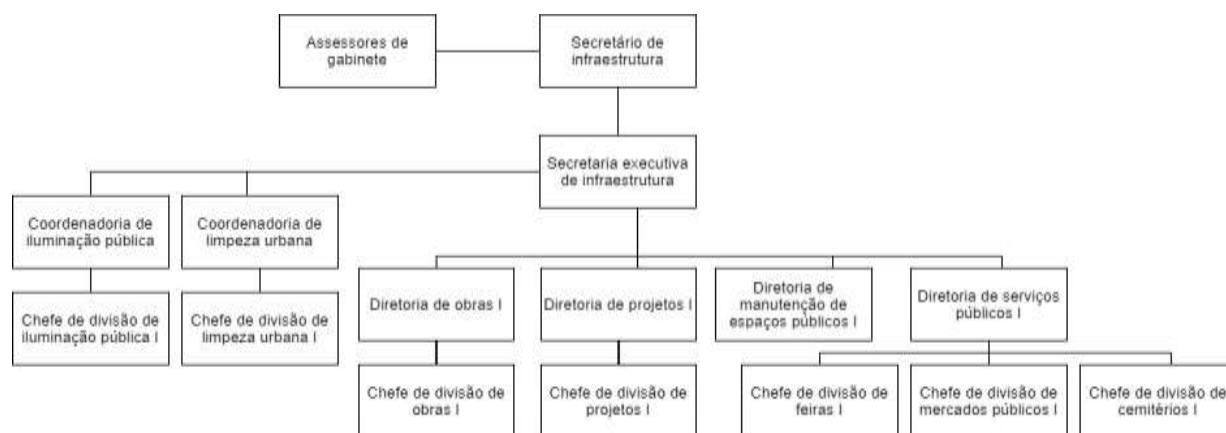 Assessores de
gabinete
Secretário de
infraestrutura
Secretaria executiva
de infraestrutura
Coordenadoria de
iluminação pública
Coordenadoria de
limpeza urbana
Chefe de divisão de
iluminação pública I
Chefe de divisão de
limpeza urbana I
Diretoria de obras I
Diretoria de projetos I
Diretoria de
manutenção de
espaços públicos I
Diretoria de serviços
públicos I
Chefe de divisão de
obras I
Chefe de divisão de
projetos I
Chefe de divisão de
feiras I
Chefe de divisão de
mercados públicos I
Chefe de divisão de
cemitérios I